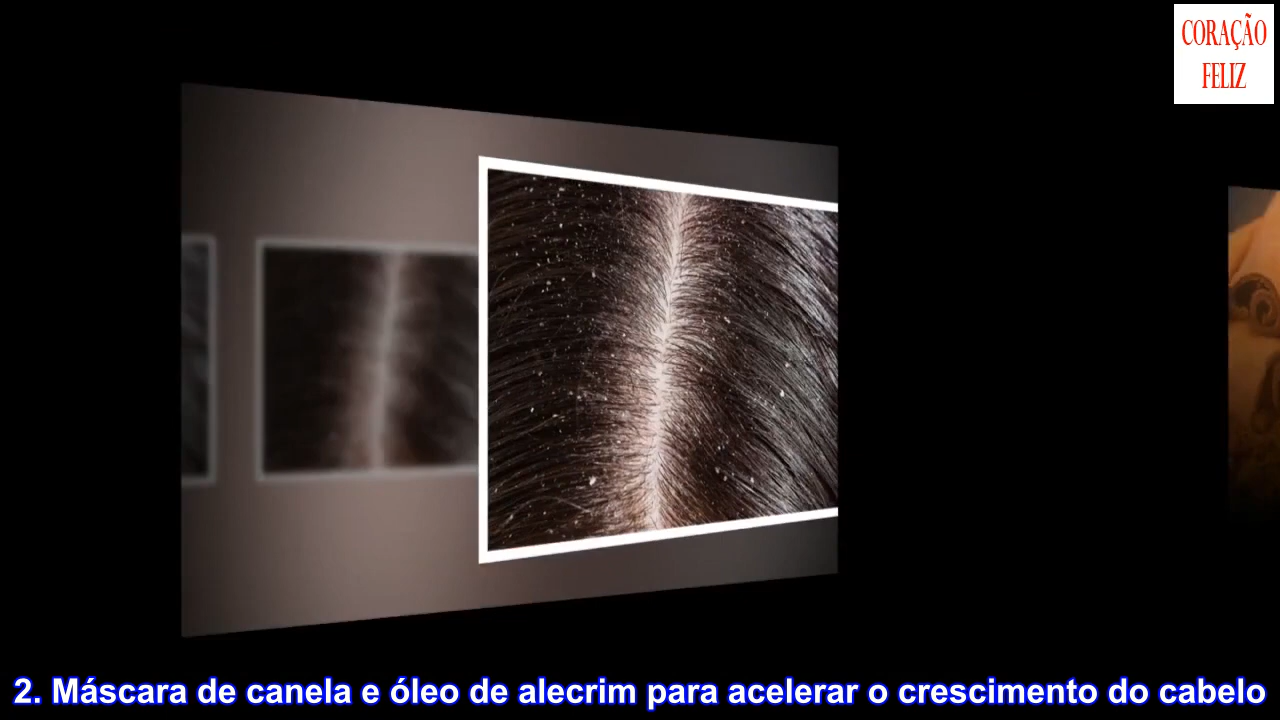 CORAÇÃO
FELIZ
2. Máscara de canela e óleo de alecrim para acelerar o crescimento do cabelo